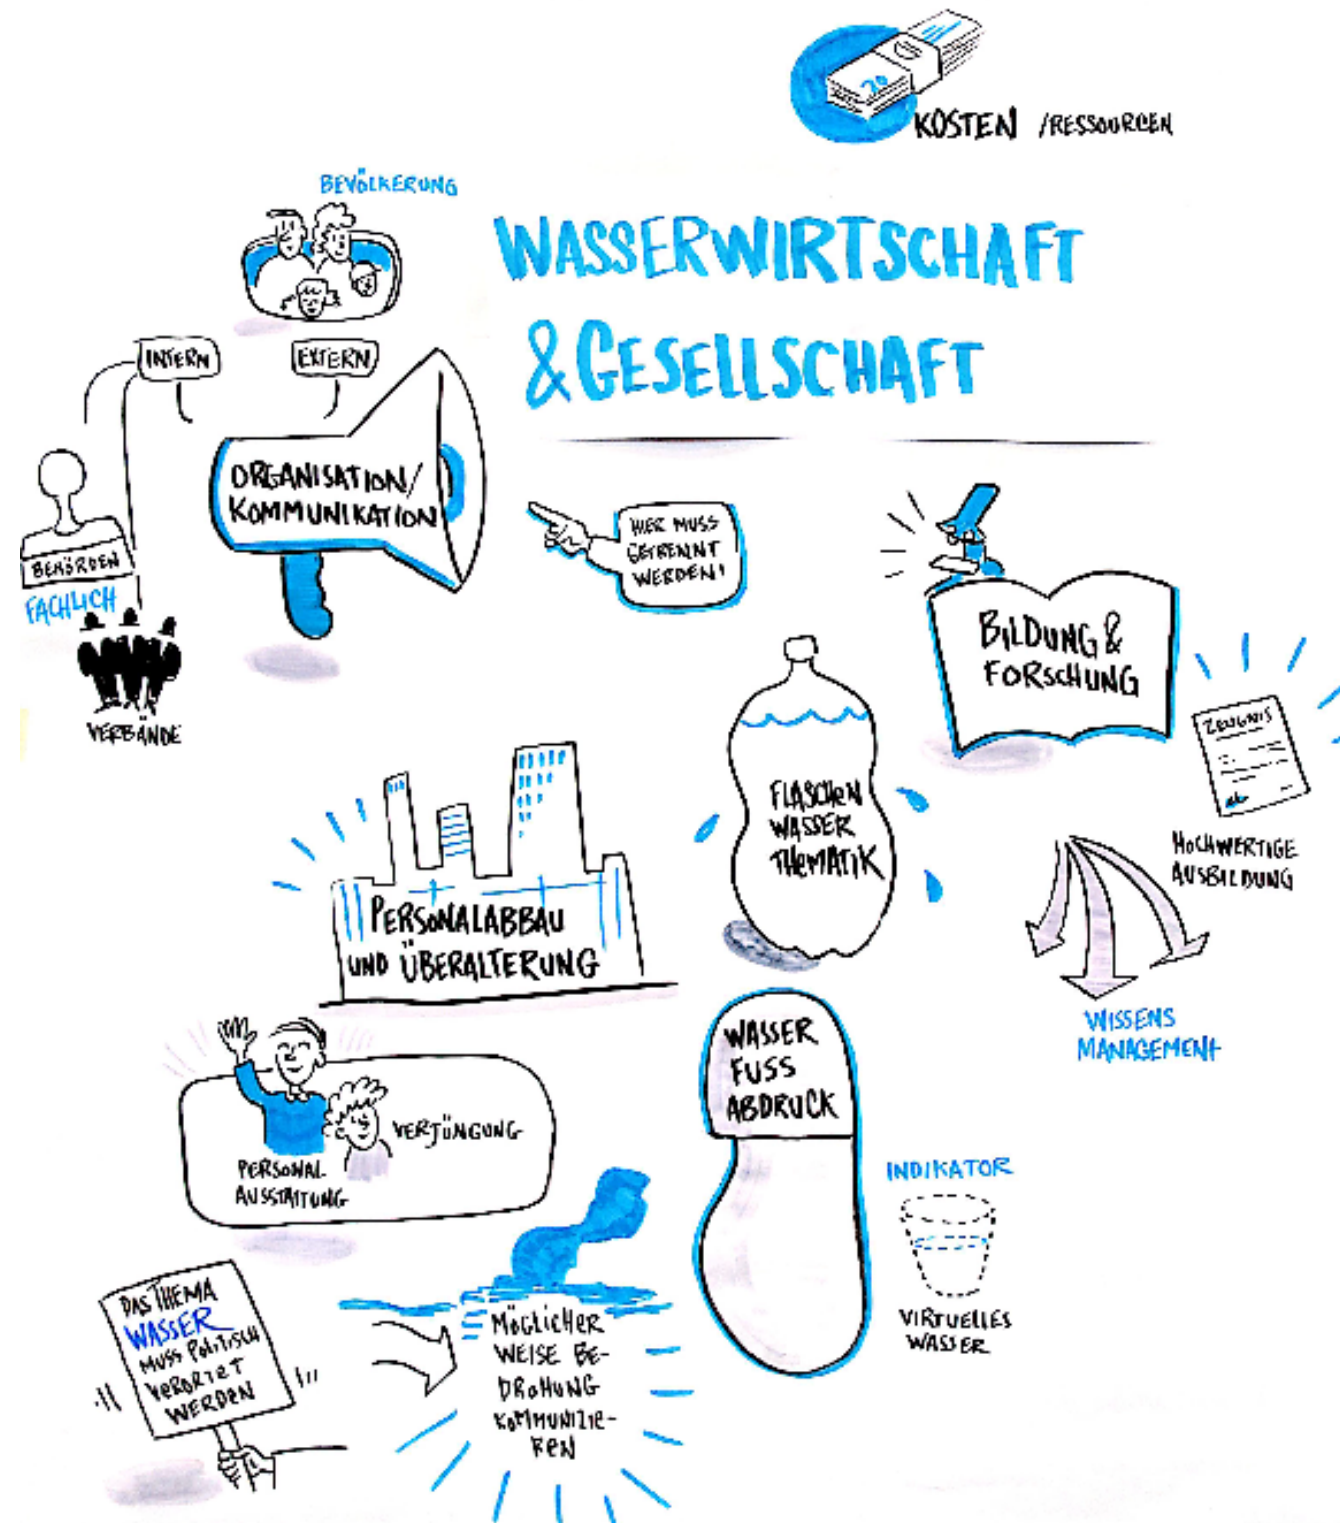 20
KOSTEN /RESSOURCEN
BEVÖLKERUNG
WASSERWIRTSCHAFT
& GESELLSCHAFT
INTERN
EXTERN
ORGANISATION/
KOMMUNIKATION
BEHÖRDEN
FACHLICH
VERBÄNDE
HIER MUSS
GETRENNT
WERDEN!
BILDUNG &
FORSCHUNG
ZEUGNIS
HOCHWERTIGE
AUSBILDUNG
WISSENS
MANAGEMENT
FLASCHEN
WASSER
THEMATIK
PERSONALABBAU
UND ÜBERALTERUNG
VERJÜNGUNG
PERSONAL-
AUSSTATTUNG
WASSER
FUSS
ABDRUCK
INDIKATOR
VIRTUELLES
WASSER
DAS THEMA
WASSER
MUSS POLITISCH
VERORTET
WERDEN
MÖGLICHER
WEISE BE-
DROHUNG
KOMMUNIZIE-
REN